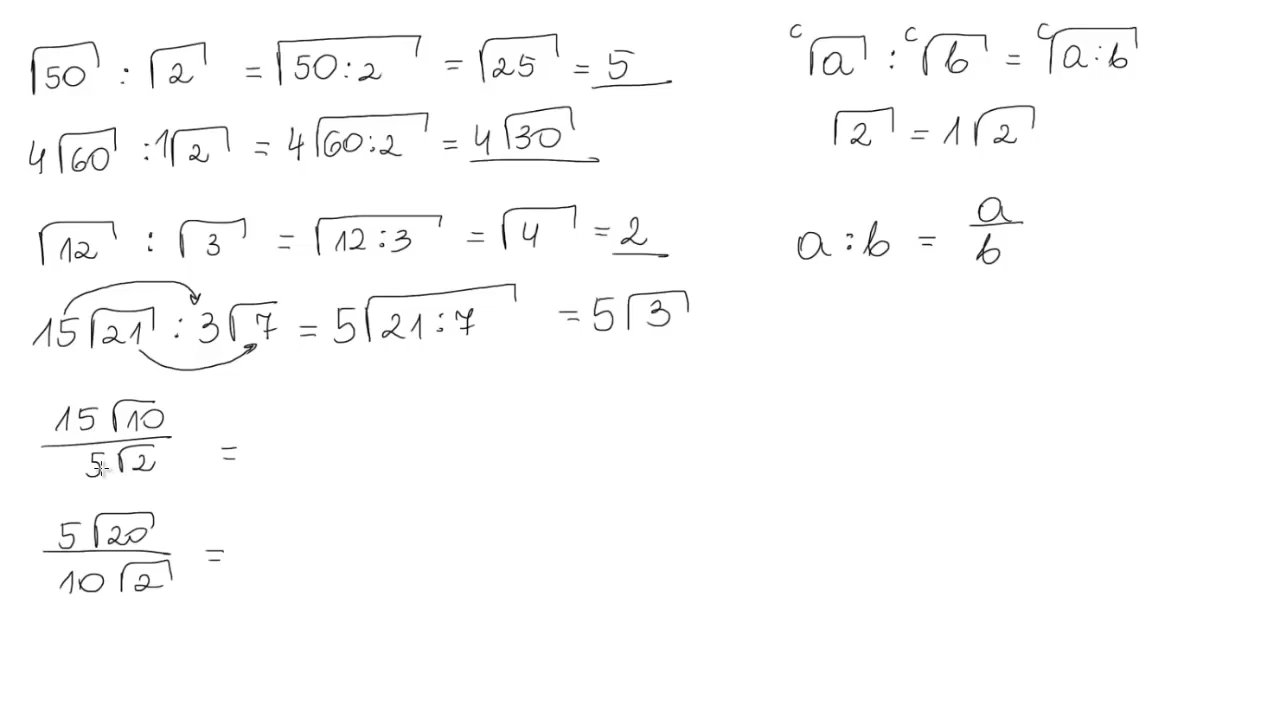 √50 : √2 = √50:2 = √25 = 5
4√60 : 1√2 = 4√60:2 = 4√30
√12 : √3 = √12:3 = √4 = 2
15√21 : 3√7 = 5√21:7 = 5√3
15√10 / 5√2 =
5√20 / 10√2 =
ᶜ√a : ᶜ√b = ᶜ√a:b
√2 = 1√2
a:b = a / b